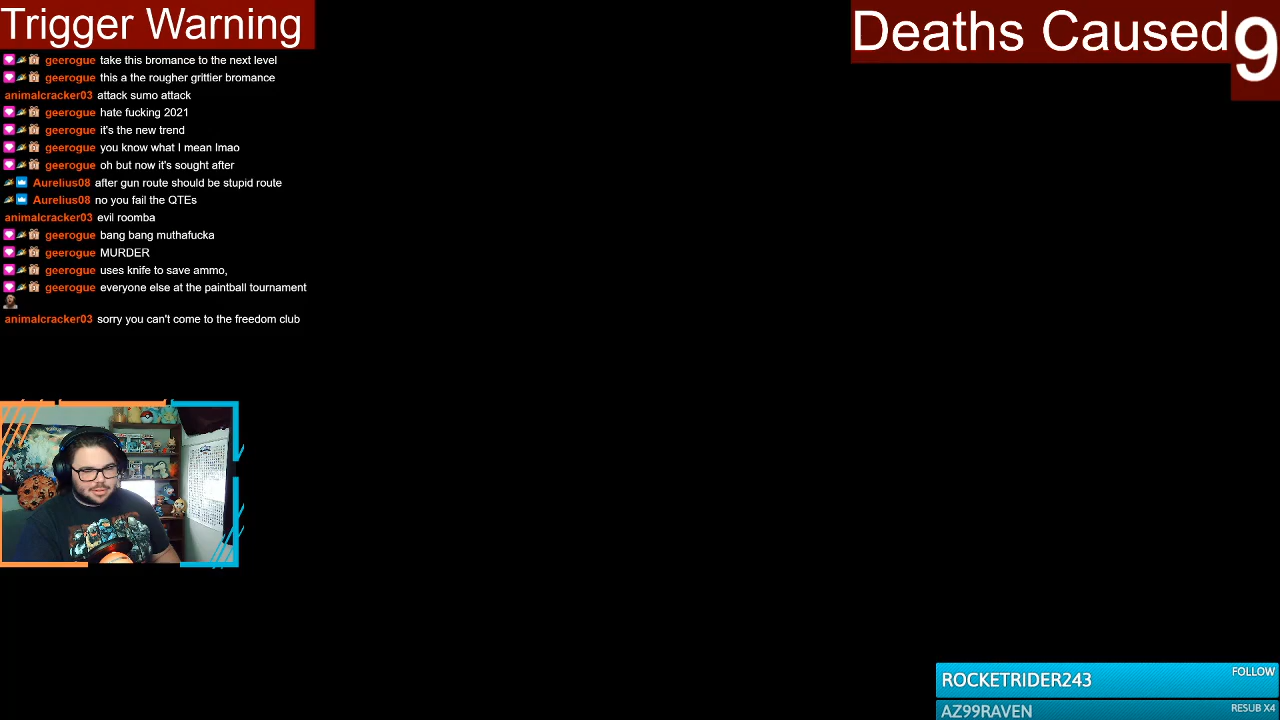 Trigger Warning
Deaths Caused
9
geerogue take this bromance to the next level
geerogue this a the rougher grittier bromance
animalcracker03 attack sumo attack
geerogue hate fucking 2021
geerogue it's the new trend
geerogue you know what I mean lmao
geerogue oh but now it's sought after
Aurelius08 after gun route should be stupid route
Aurelius08 no you fail the QTEs
animalcracker03 evil roomba
geerogue bang bang muthafucka
geerogue MURDER
geerogue uses knife to save ammo,
geerogue everyone else at the paintball tournament
animalcracker03 sorry you can't come to the freedom club
ROCKETRIDER243 FOLLOW
AZ99RAVEN RESUB X4